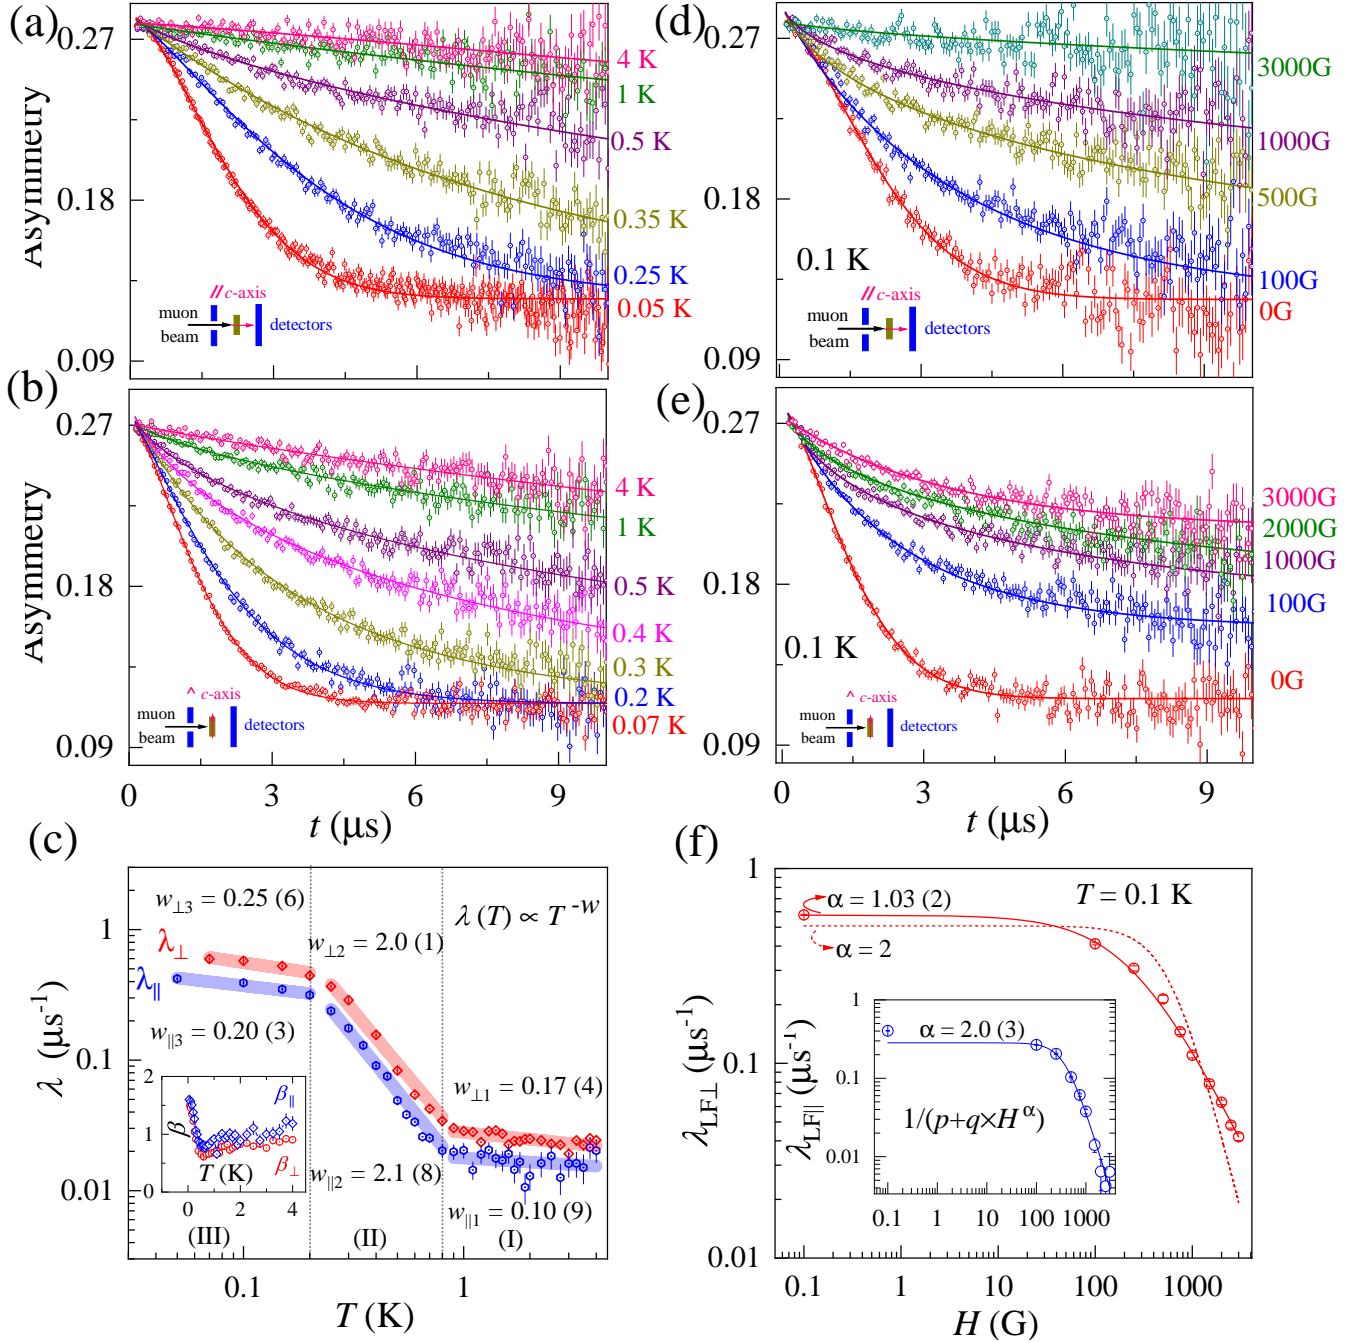 (a)
Asymmetry
0.27
0.18
0.09
4 K
1 K
0.5 K
0.35 K
0.25 K
0.05 K
// c-axis
muon
beam
detectors
(d)
0.27
0.18
0.09
3000G
1000G
500G
100G
0G
0.1 K
// c-axis
muon
beam
detectors
(b)
Asymmetry
0.27
0.18
0.09
4 K
1 K
0.5 K
0.4 K
0.3 K
0.2 K
0.07 K
^ c-axis
muon
beam
detectors
0 3 6 9
t (μs)
(e)
0.27
0.18
0.09
3000G
2000G
1000G
100G
0G
0.1 K
^ c-axis
muon
beam
detectors
0 3 6 9
t (μs)
(c)
λ (μs⁻¹)
1
0.1
0.01
w⊥3 = 0.25 (6)
w⊥2 = 2.0 (1)
λ (T) ∝ T⁻ʷ
λ⊥
λ||
w||3 = 0.20 (3)
w⊥1 = 0.17 (4)
w||2 = 2.1 (8)
w||1 = 0.10 (9)
2
1
0
β
β||
β⊥
T (K)
0 2 4
(III) (II) (I)
0.1 1
T (K)
(f)
λLF⊥ (μs⁻¹)
1
0.1
0.01
α = 1.03 (2)
T = 0.1 K
α = 2
λLF|| (μs⁻¹)
1
0.1
0.01
α = 2.0 (3)
1/(p+q×Hᵅ)
0.1 1 10 100 1000
0.1 1 10 100 1000
H (G)